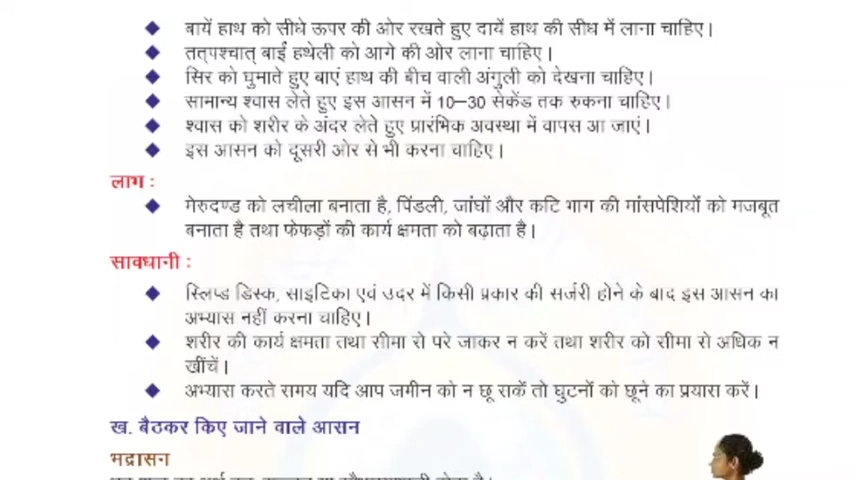 बायें हाथ को सीधे ऊपर की ओर रखते हुए दायें हाथ की सीध में लाना चाहिए।
तत्पश्चात् बाईं हथेली को आगे की ओर लाना चाहिए।
सिर को घुमाते हुए बाएं हाथ की बीच वाली अंगुली को देखना चाहिए।
सामान्य श्वास लेते हुए इस आसन में 10–30 सेकेंड तक रुकना चाहिए।
श्वास को शरीर के अंदर लेते हुए प्रारंभिक अवस्था में वापस आ जाएं।
इस आसन को दूसरी ओर से भी करना चाहिए।
लाभ :
मेरुदण्ड को लचीला बनाता है, पिंडली, जांघों और कटि भाग की मांसपेशियों को मजबूत
बनाता है तथा फेफड़ों की कार्य क्षमता को बढ़ाता है।
सावधानी :
स्लिप्ड डिस्क, साइटिका एवं उदर में किसी प्रकार की सर्जरी होने के बाद इस आसन का
अभ्यास नहीं करना चाहिए।
शरीर की कार्य क्षमता तथा सीमा से परे जाकर न करें तथा शरीर को सीमा से अधिक न
खींचें।
अभ्यास करते समय यदि आप जमीन को न छू सकें तो घुटनों को छूने का प्रयास करें।
ख. बैठकर किए जाने वाले आसन
भद्रासन